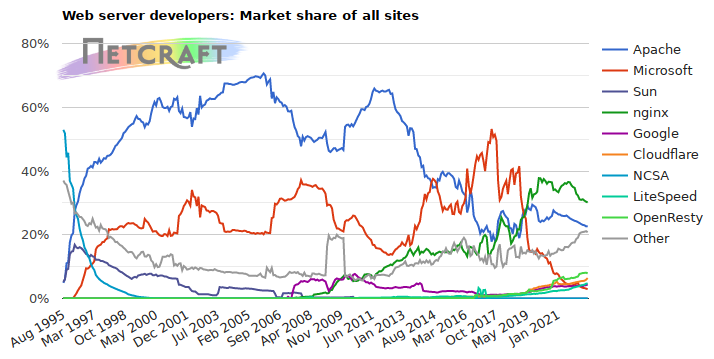 Web server developers: Market share of all sites
NETCRAFT
80%
60%
40%
20%
0%
Apache
Microsoft
Sun
nginx
Google
Cloudflare
NCSA
LiteSpeed
OpenResty
Other
Aug 1995
Mar 1997
Oct 1998
May 2000
Dec 2001
Jul 2003
Feb 2005
Sep 2006
Apr 2008
Nov 2009
Jun 2011
Jan 2013
Aug 2014
Mar 2016
Oct 2017
May 2019
Jan 2021